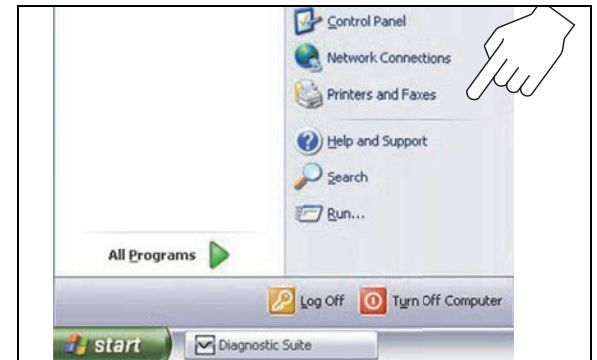 Control Panel
Network Connections
Printers and Faxes
Help and Support
Search
Run...
All Programs
Log Off
Turn Off Computer
start
Diagnostic Suite